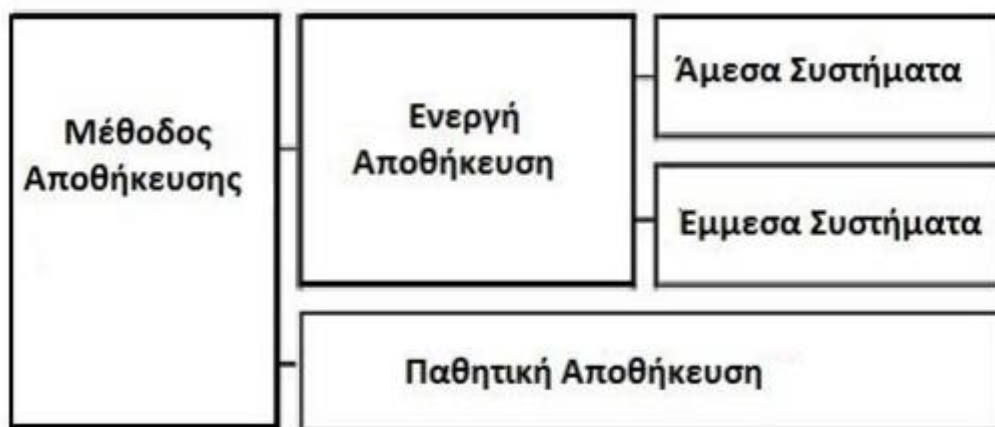 Μέθοδος
Αποθήκευσης
Ενεργή
Αποθήκευση
Άμεσα Συστήματα
Έμμεσα Συστήματα
Παθητική Αποθήκευση